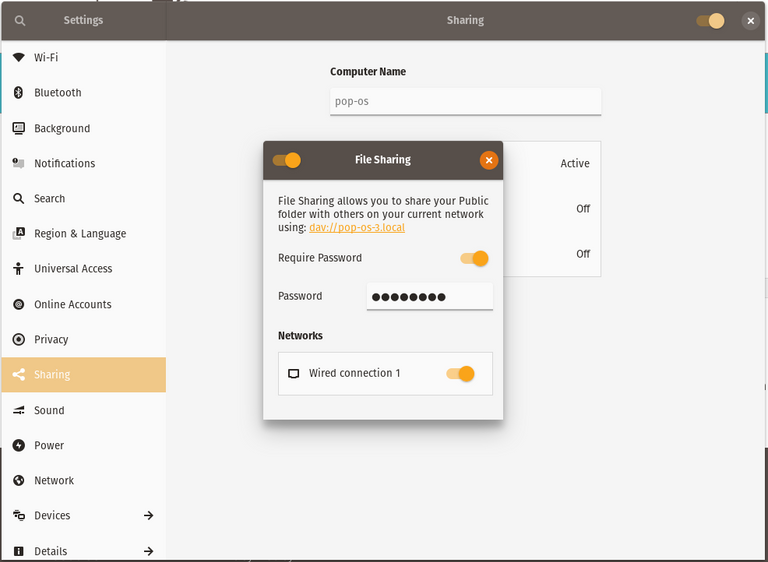 Settings
Sharing
Wi-Fi
Bluetooth
Background
Notifications
Search
Region & Language
Universal Access
Online Accounts
Privacy
Sharing
Sound
Power
Network
Devices
Details
Computer Name
pop-os
Active
Off
Off
File Sharing
File Sharing allows you to share your Public
folder with others on your current network
using: dav://pop-os-3.local
Require Password
Password ●●●●●●●●
Networks
Wired connection 1